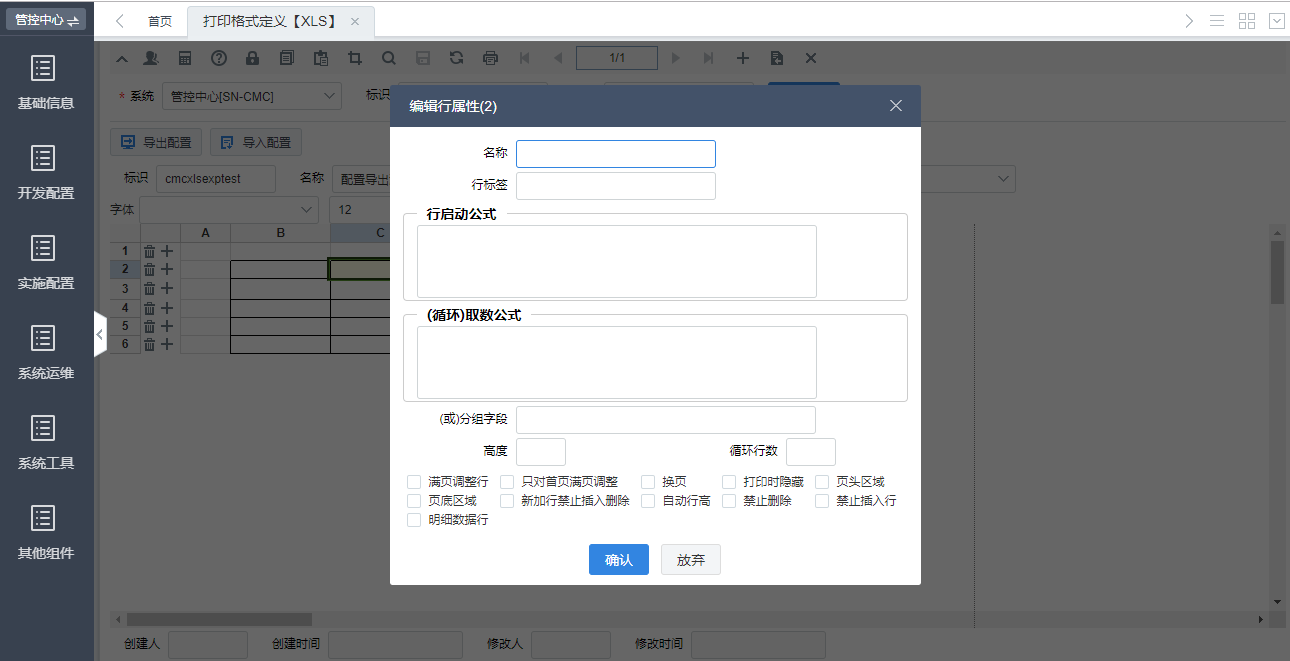 管控中心
首页
打印格式定义【XLS】
基础信息
开发配置
实施配置
系统运维
系统工具
其他组件
1/1
* 系统
管控中心[SN-CMC]
标识
导出配置
导入配置
标识
cmcxlsexptest
名称
配置导出
字体
12
A
B
C
1
2
3
4
5
6
编辑行属性(2)
名称
行标签
行启动公式
(循环)取数公式
(或)分组字段
高度
循环行数
满页调整行
只对首页满页调整
换页
打印时隐藏
页头区域
页底区域
新加行禁止插入删除
自动行高
禁止删除
禁止插入行
明细数据行
确认
放弃
创建人
创建时间
修改人
修改时间